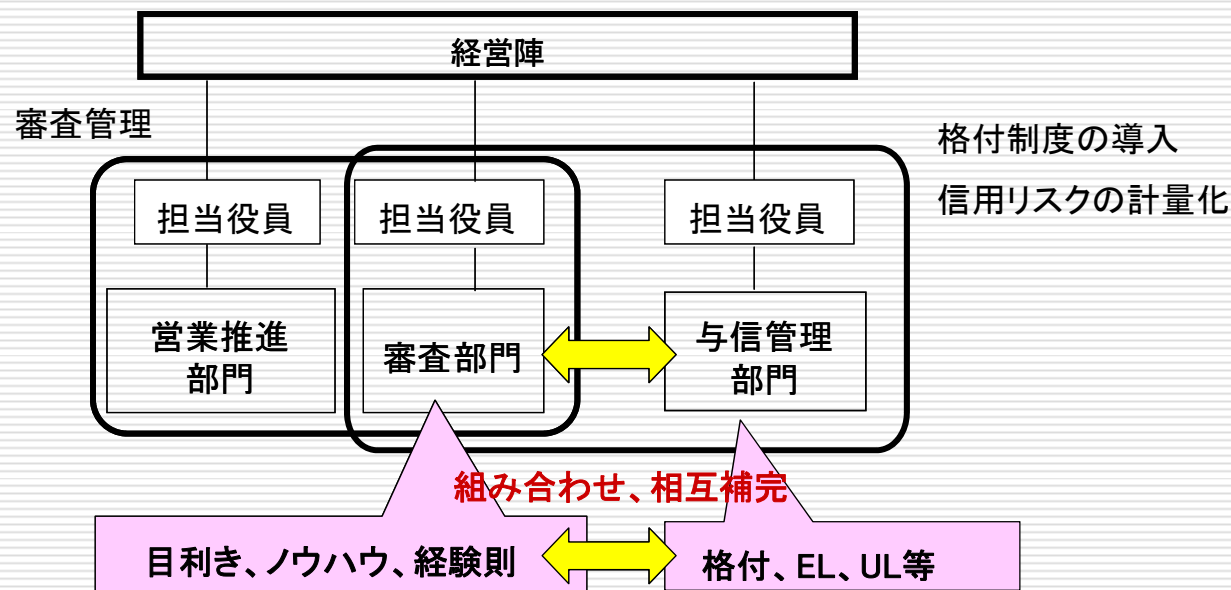 経営陣
審査管理
格付制度の導入
信用リスクの計量化
担当役員
担当役員
担当役員
営業推進
部門
審査部門
与信管理
部門
組み合わせ、相互補完
目利き、ノウハウ、経験則
格付、EL、UL等